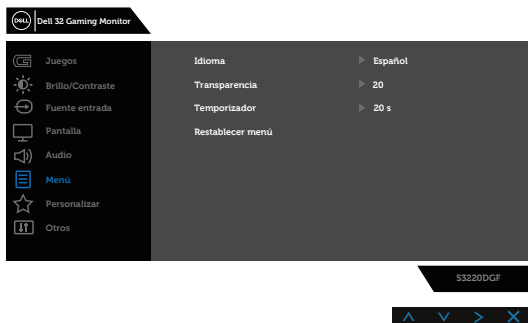 DELL Dell 32 Gaming Monitor
Juegos
Brillo/Contraste
Fuente entrada
Pantalla
Audio
Menú
Personalizar
Otros
Idioma Español
Transparencia 20
Temporizador 20 s
Restablecer menú
S3220DGF